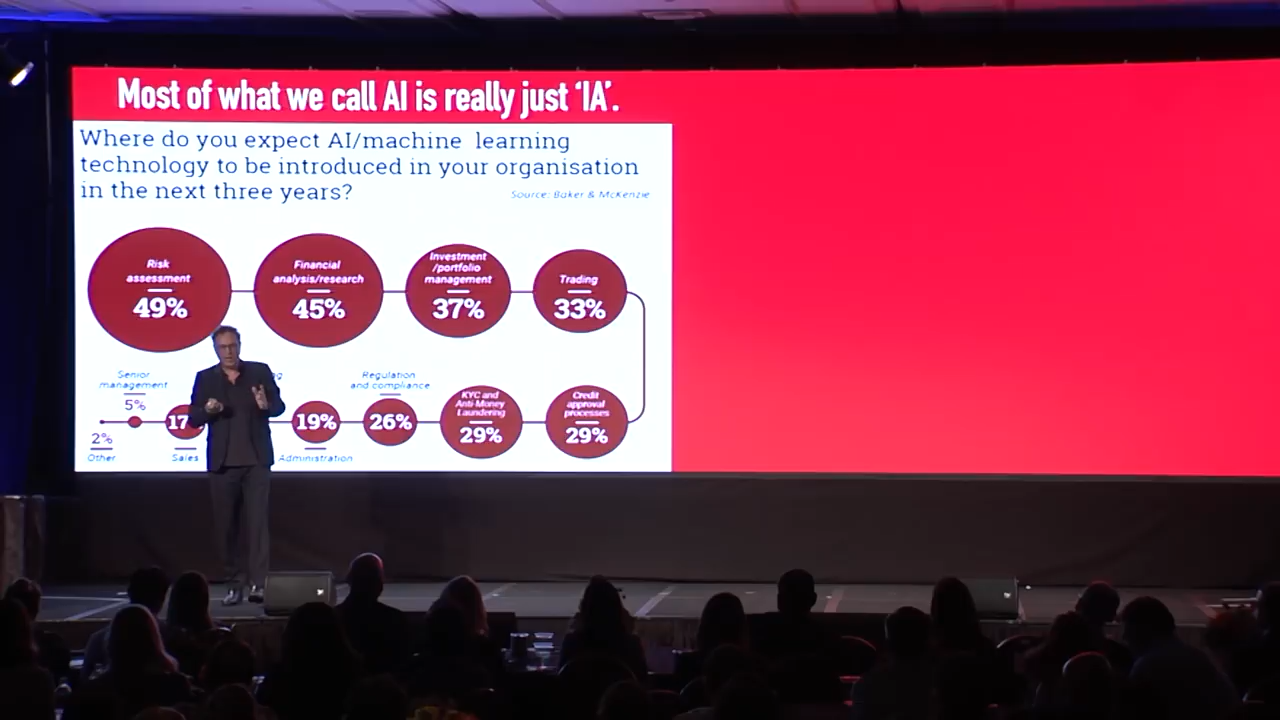 Most of what we call AI is really just ‘IA’.
Where do you expect AI/machine learning
technology to be introduced in your organisation
in the next three years?
Source: Baker & McKenzie
Risk
assessment
49%
Financial
analysis/research
45%
Investment
/portfolio
management
37%
Trading
33%
Senior
management
5%
2%
Other
17
Sales
19%
Administration
Regulation
and compliance
26%
KYC and
Anti-Money
Laundering
29%
Credit
approval
processes
29%